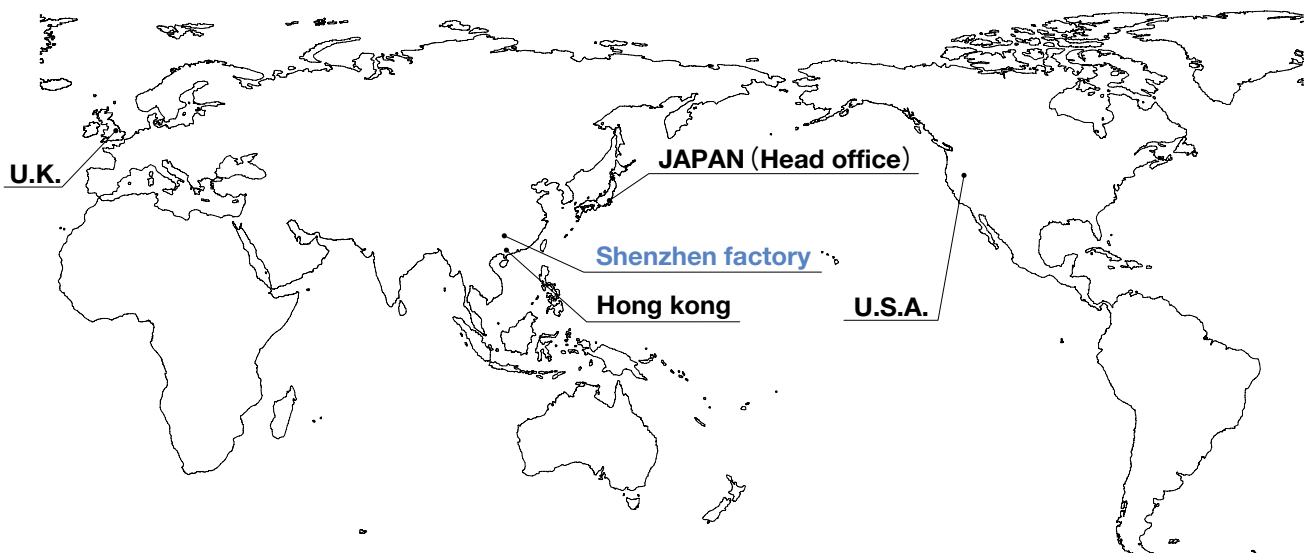 U.K.
JAPAN（Head office）
Shenzhen factory
Hong kong
U.S.A.